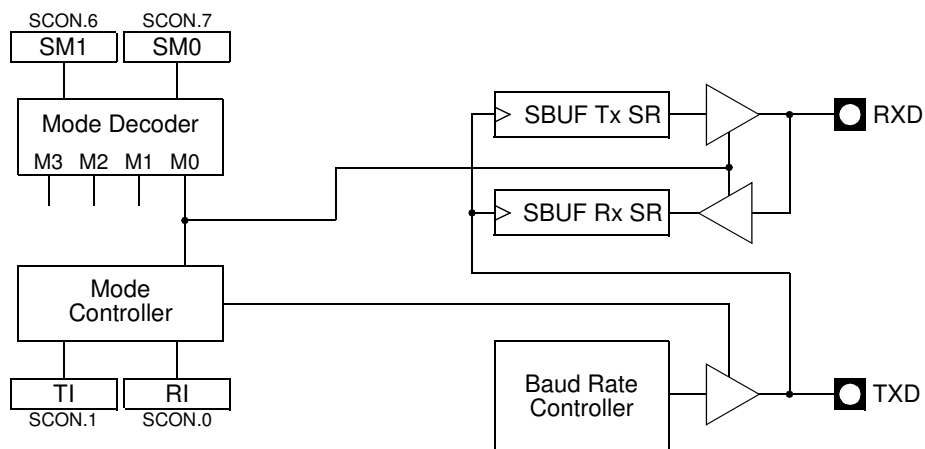 SCON.6 SCON.7
SM1 SM0
Mode Decoder
M3 M2 M1 M0
SBUF Tx SR
RXD
SBUF Rx SR
Mode
Controller
TI RI
SCON.1 SCON.0
Baud Rate
Controller
TXD